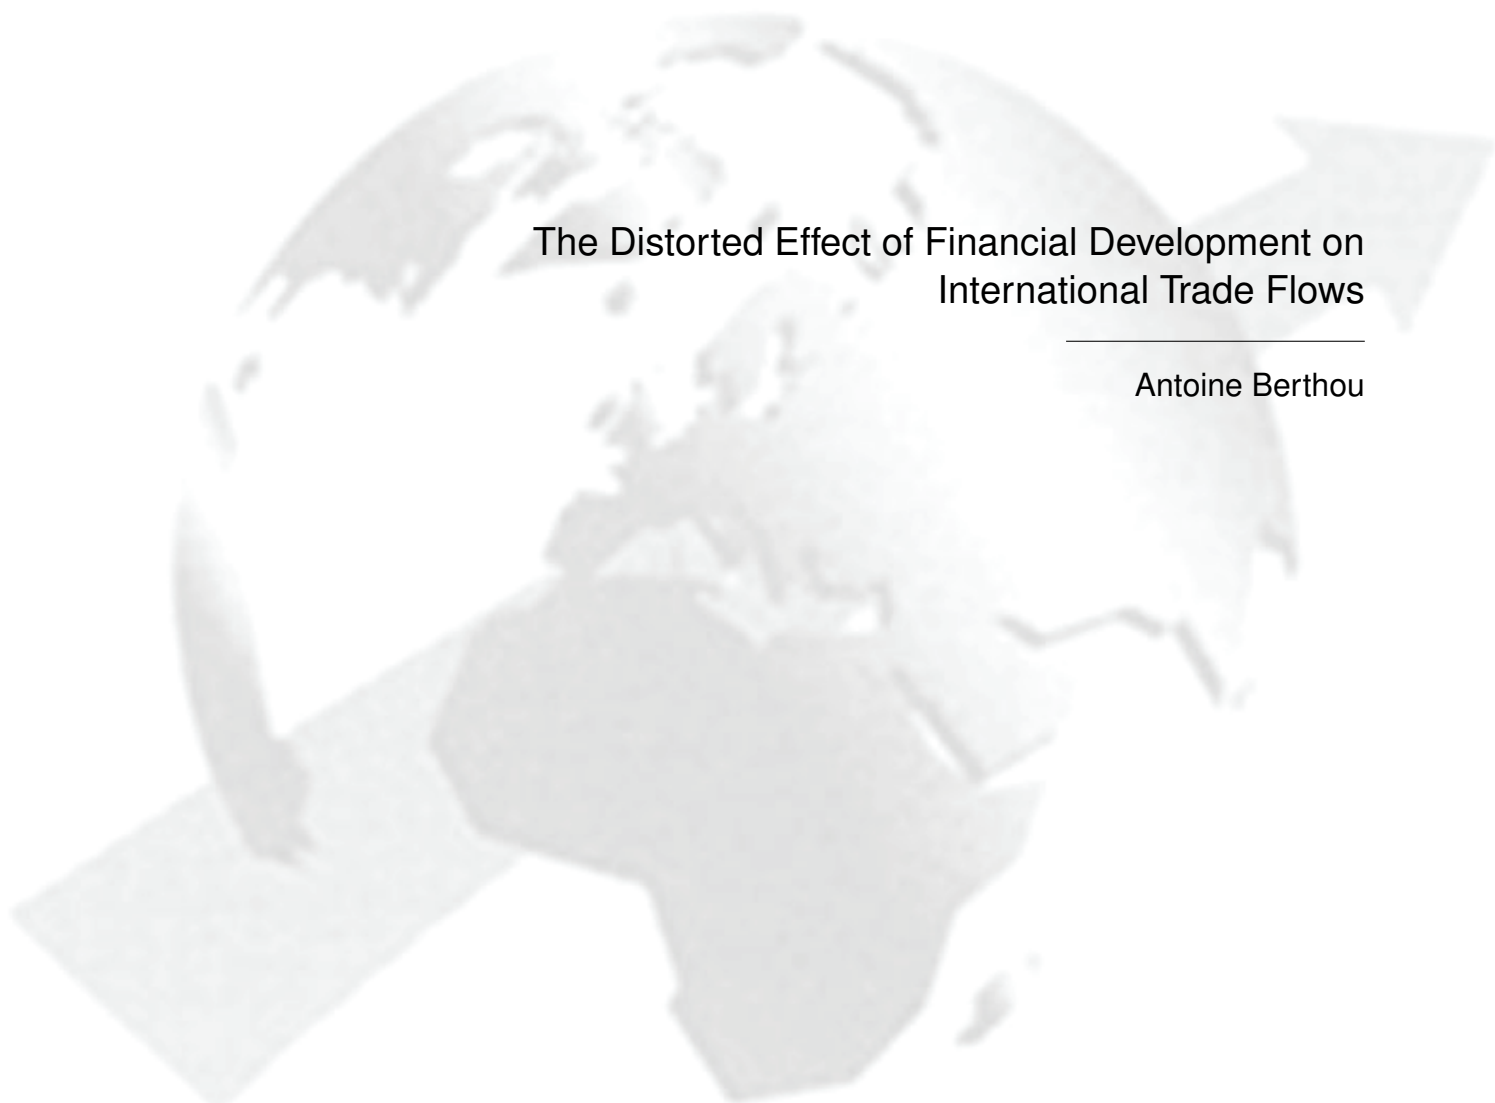 The Distorted Effect of Financial Development on
International Trade Flows
Antoine Berthou